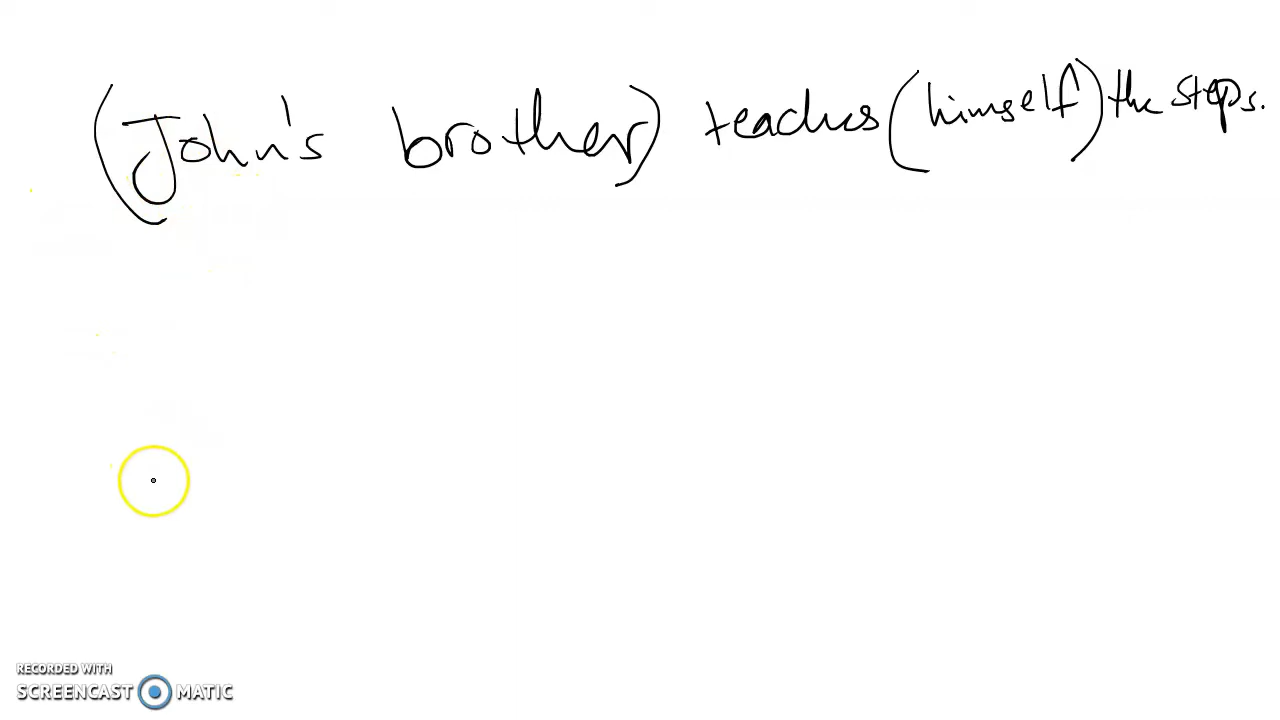 (John's brother) teaches (himself) the steps.
RECORDED WITH
SCREENCAST MATIC